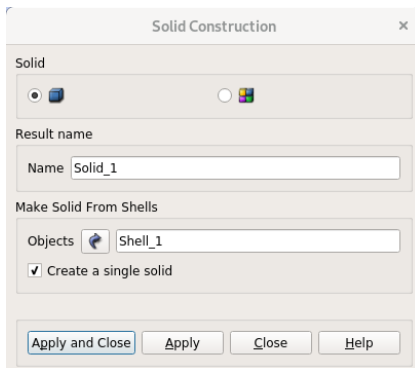 Solid Construction
Solid
Result name
Name Solid_1
Make Solid From Shells
Objects Shell_1
Create a single solid
Apply and Close Apply Close Help